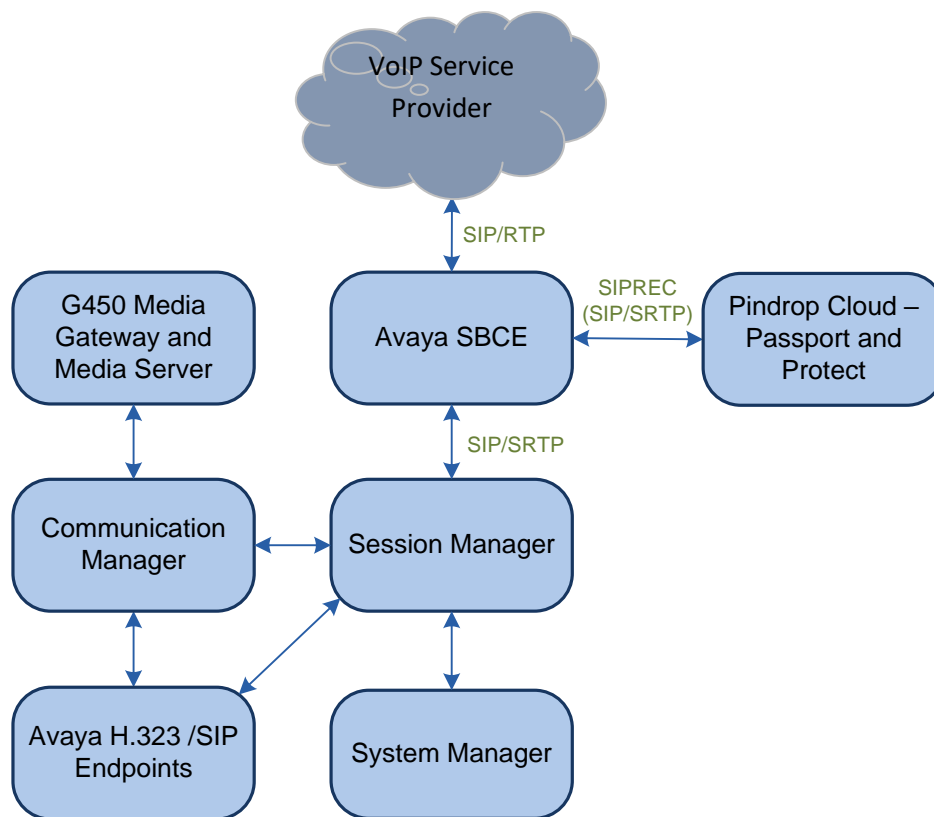 VoIP Service
Provider
SIP/RTP
G450 Media
Gateway and
Media Server
Avaya SBCE
SIPREC
(SIP/SRTP)
Pindrop Cloud –
Passport and
Protect
SIP/SRTP
Communication
Manager
Session Manager
Avaya H.323 /SIP
Endpoints
System Manager